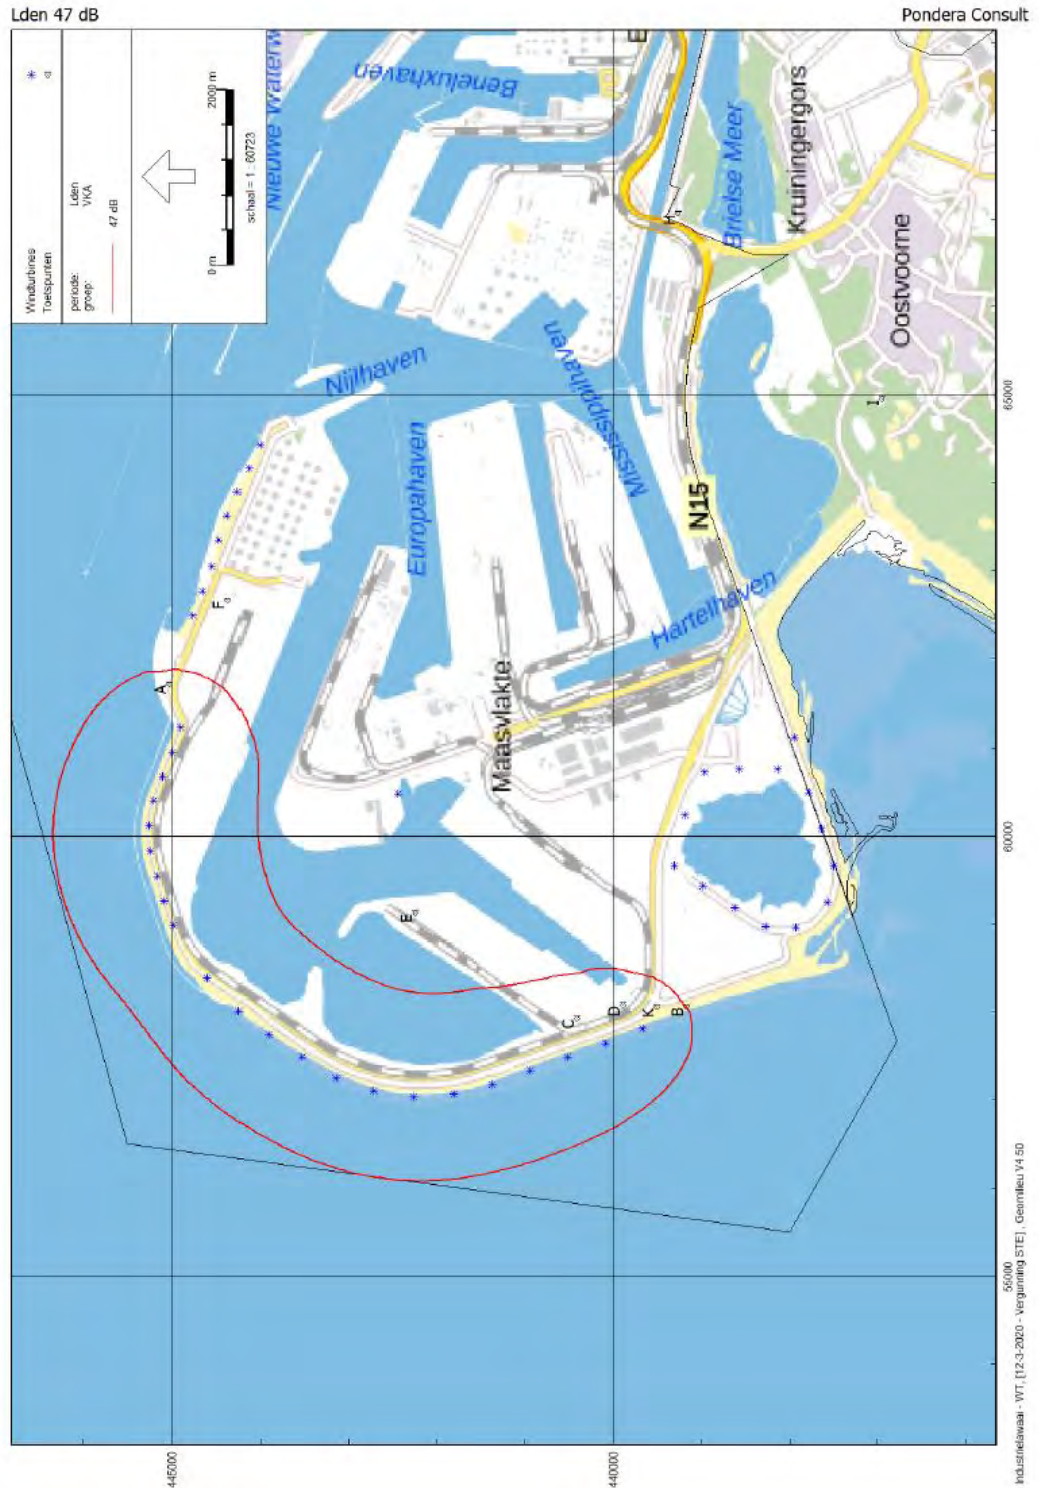 Lden 47 dB
Pondera Consult
Windturbines
Toetspunten
periode: Lden
groep: VKA
47 dB
0 m
2000 m
schaal = 1 : 60723
Nieuwe Waterw
Beneluxhaven
E
Brielse Meer
Kruiningergors
H
Oostvoorne
Nijlhaven
Mississippihaven
Europahaven
N15
Hartelhaven
I
F
A
Maasvlakte
E
C
D
K
B
65000
60000
55000
445000
440000
Industrielawaai - WT, [12-3-2020 - Vergunning STE] , Geomilieu V4.50